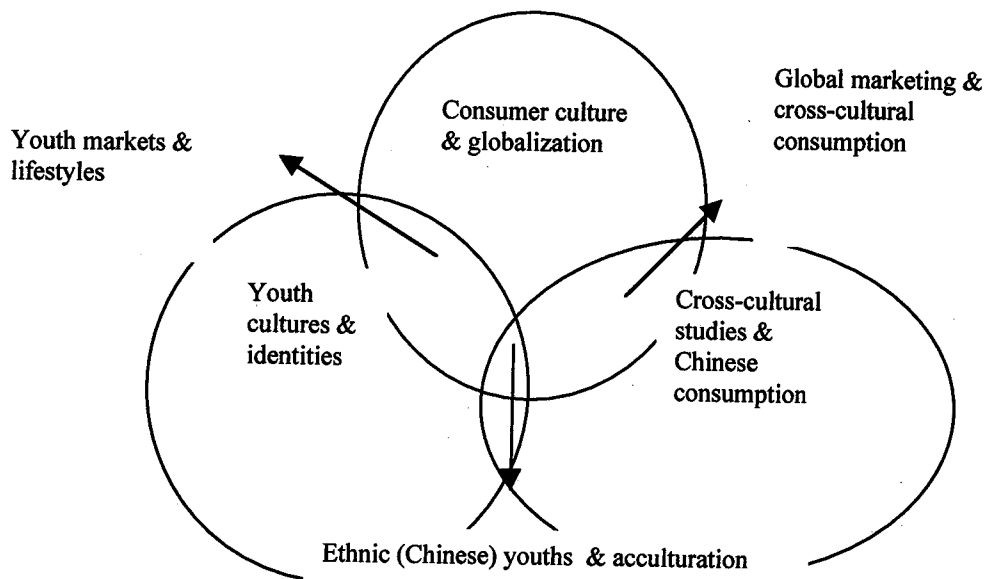 Consumer culture
& globalization
Global marketing &
cross-cultural
consumption
Youth markets &
lifestyles
Youth
cultures &
identities
Cross-cultural
studies &
Chinese
consumption
Ethnic (Chinese) youths & acculturation